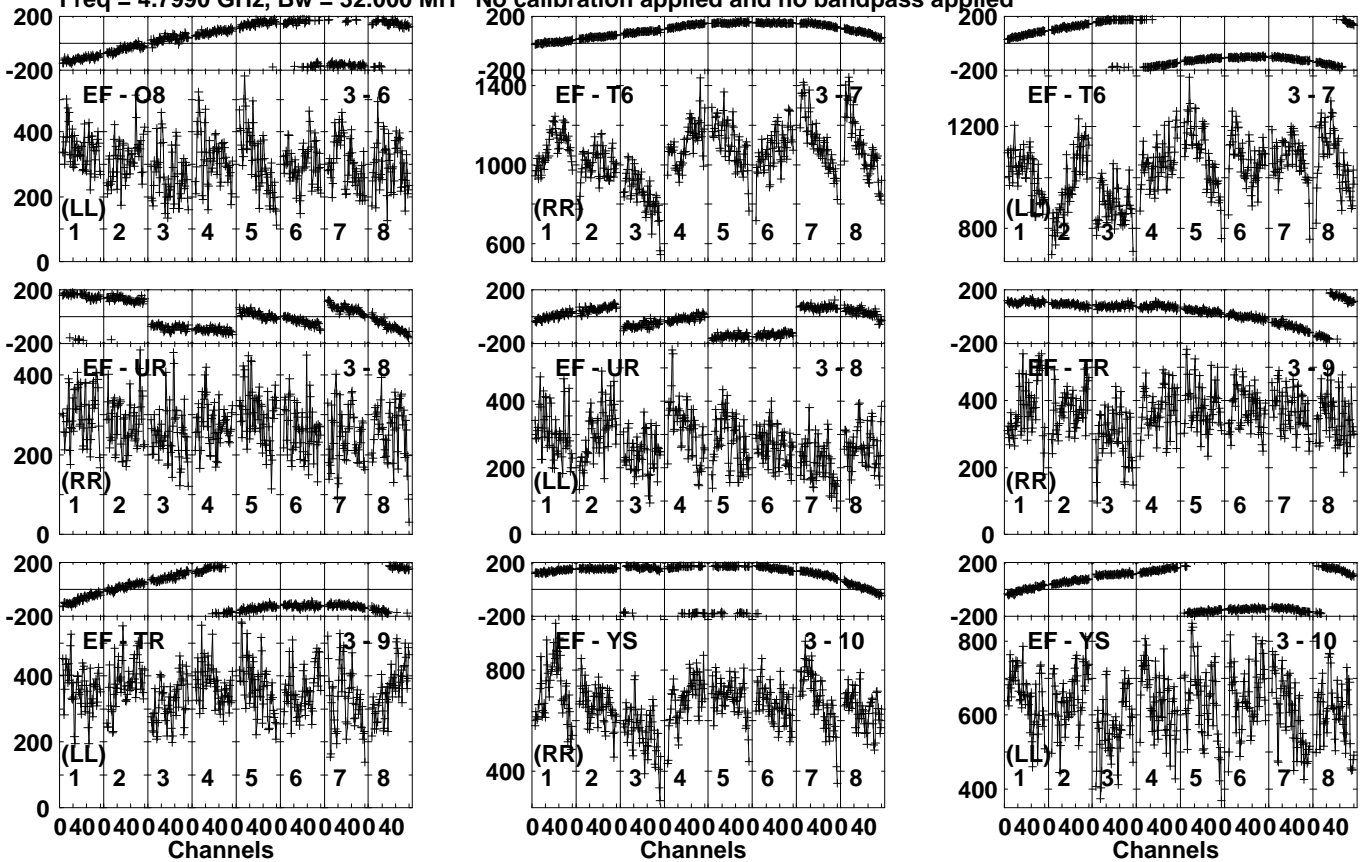 Freq = 4.7990 GHz, Bw = 32.000 MH No calibration applied and no bandpass applied
200
-200
EF - O8 3 - 6
400
200
0
(LL)
1 2 3 4 5 6 7 8
200
-200
1400
EF - T6 3 - 7
1000
600
(RR)
1 2 3 4 5 6 7 8
200
-200
EF - T6 3 - 7
1200
800
(LL)
1 2 3 4 5 6 7 8
200
-200
EF - UR 3 - 8
400
200
0
(RR)
1 2 3 4 5 6 7 8
200
-200
EF - UR 3 - 8
400
200
0
(LL)
1 2 3 4 5 6 7 8
200
-200
EF - TR 3 - 9
400
200
0
(RR)
1 2 3 4 5 6 7 8
200
-200
EF - TR 3 - 9
400
200
0
(LL)
1 2 3 4 5 6 7 8
0 40 0 40 0 40 0 40 0 40 0 40 0 40 0 40
Channels
200
-200
EF - YS 3 - 10
800
400
(RR)
1 2 3 4 5 6 7 8
0 40 0 40 0 40 0 40 0 40 0 40 0 40 0 40
Channels
200
-200
EF - YS 3 - 10
800
600
400
(LL)
1 2 3 4 5 6 7 8
0 40 0 40 0 40 0 40 0 40 0 40 0 40 0 40
Channels